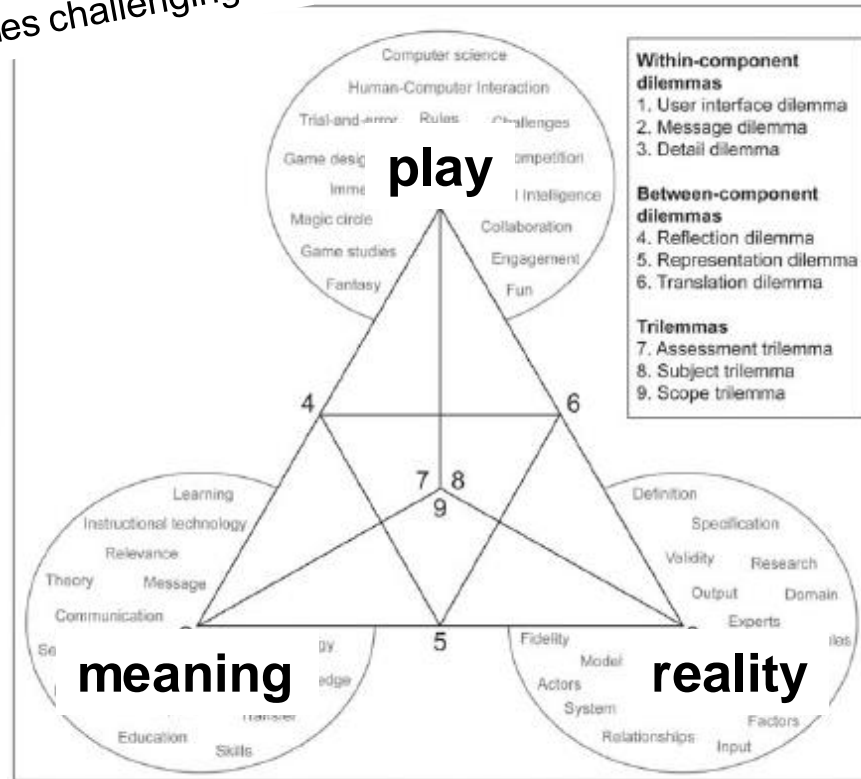 challenging
Computer science
Human-Computer Interaction
Trial-and-error Rules Challenges
Game
play
Intelligence
Magic circle
Collaboration
Game studies
Engagement
Fantasy
Fun
Within-component
dilemmas
1. User interface dilemma
2. Message dilemma
3. Detail dilemma
Between-component
dilemmas
4. Reflection dilemma
5. Representation dilemma
6. Translation dilemma
Trilemmas
7. Assessment trilemma
8. Subject trilemma
9. Scope trilemma
4
6
7 8
9
5
Learning
Instructional technology
Relevance
Theory Message
Communication
meaning
Education
Skills
Definition
Specification
Validity Research
Output Domain
Experts
Fidelity
Model
Actors
reality
System
Factors
Relationships
Input